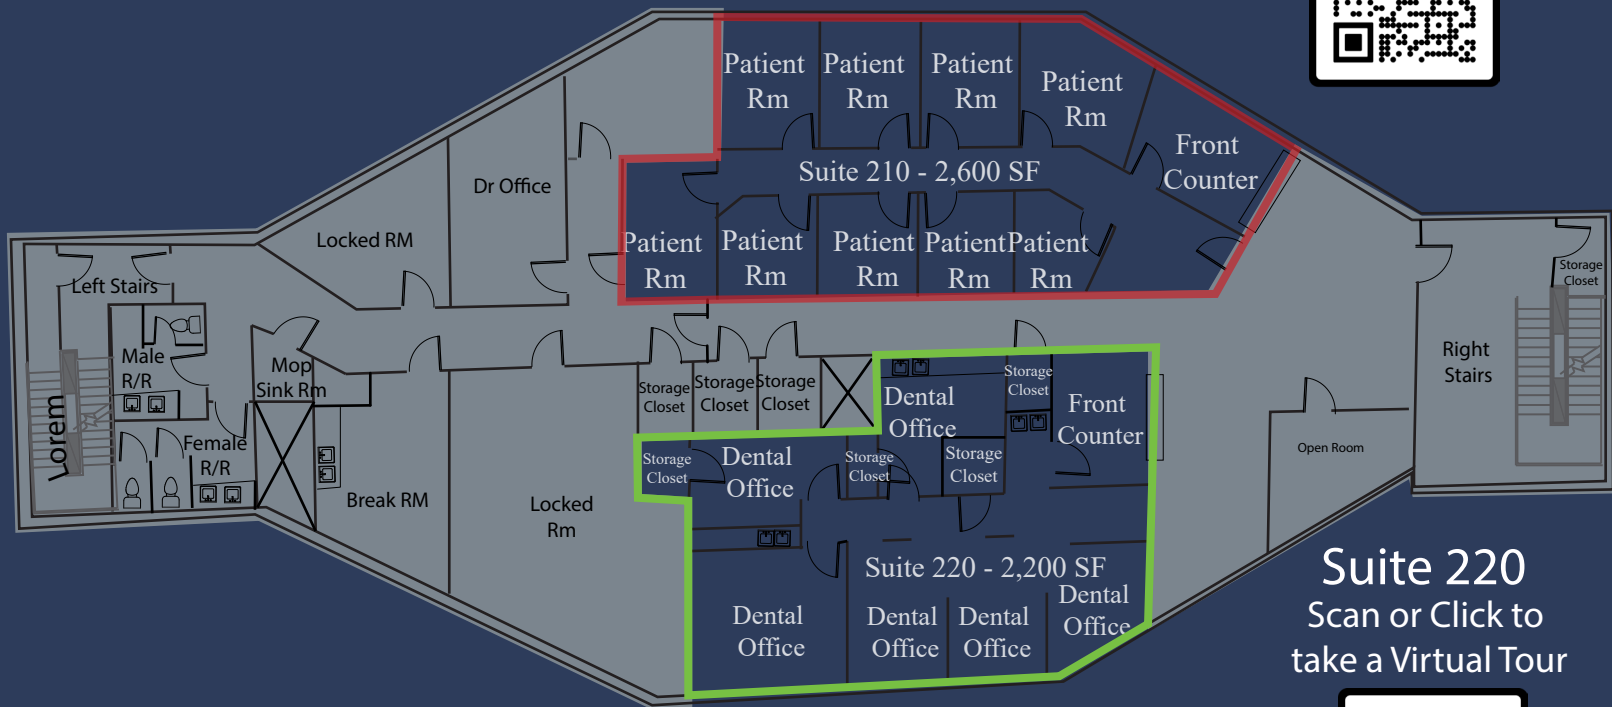 Patient
Rm
Patient
Rm
Patient
Rm
Patient
Rm
Front
Counter
Suite 210 - 2,600 SF
Dr Office
Locked RM
Patient
Rm
Patient
Rm
Patient
Rm
Patient
Rm
Patient
Rm
Left Stairs
Storage
Closet
Male
R/R
Mop
Sink Rm
Lorem
Female
R/R
Break RM
Locked
Rm
Storage
Closet
Storage
Closet
Storage
Closet
Dental
Office
Storage
Closet
Front
Counter
Right
Stairs
Storage
Closet
Dental
Office
Storage
Closet
Storage
Closet
Open Room
Suite 220 - 2,200 SF
Dental
Office
Dental
Office
Dental
Office
Dental
Office
Suite 220
Scan or Click to
take a Virtual Tour